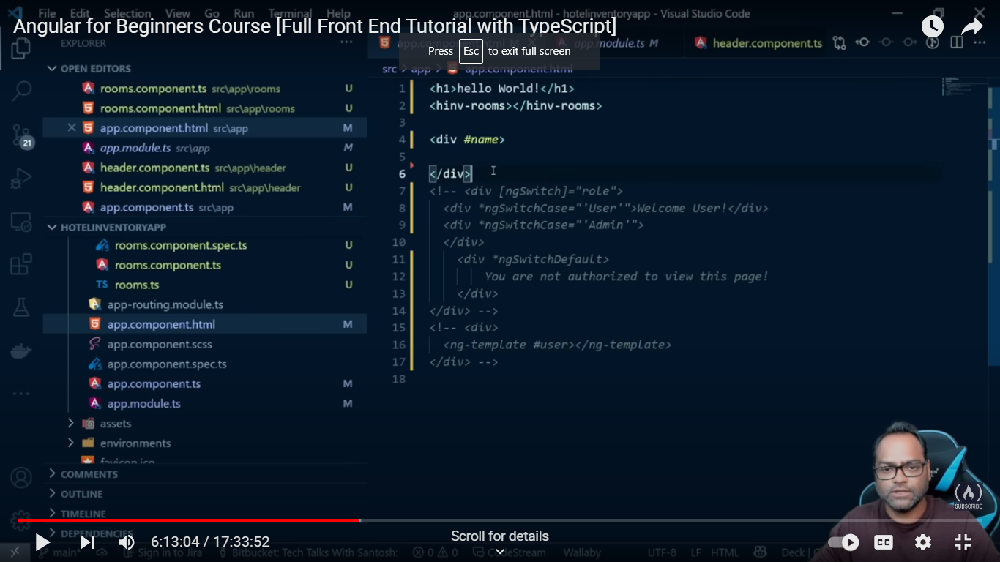 File Edit Selection View Go Run Terminal Help
app.component.html - hotelinventoryapp - Visual Studio Code
Angular for Beginners Course [Full Front End Tutorial with TypeScript]
Press Esc to exit full screen
EXPLORER
OPEN EDITORS
rooms.component.ts src\app\rooms U
rooms.component.html src\app\rooms U
app.component.html src\app M
app.module.ts src\app M
header.component.ts src\app\header U
header.component.html src\app\header U
app.component.ts src\app M
21
HOTELINVENTORYAPP
rooms.component.spec.ts U
rooms.component.ts U
TS rooms.ts U
app-routing.module.ts
app.component.html M
app.component.scss
app.component.spec.ts
app.component.ts M
app.module.ts M
assets
environments
favicon.ico
COMMENTS
OUTLINE
TIMELINE
DEPENDENCIES
app.component.html M
app.module.ts M
header.component.ts
src > app > app.component.html
1 <h1>hello World!</h1>
2 <hinv-rooms></hinv-rooms>
3
4 <div #name>
5
6 </div>
7 <!-- <div [ngSwitch]="role">
8 <div *ngSwitchCase="'User'">Welcome User!</div>
9 <div *ngSwitchCase="'Admin'">
10 </div>
11 <div *ngSwitchDefault>
12 You are not authorized to view this page!
13 </div>
14 </div> -->
15 <!-- <div>
16 <ng-template #user></ng-template>
17 </div> -->
18
SUBSCRIBE
6:13:04 / 17:33:52
Scroll for details
CC
main* Sign in to Jira Bitbucket: Tech Talks With Santosh: 0 0 CodeStream Wallaby UTF-8 LF HTML Deck